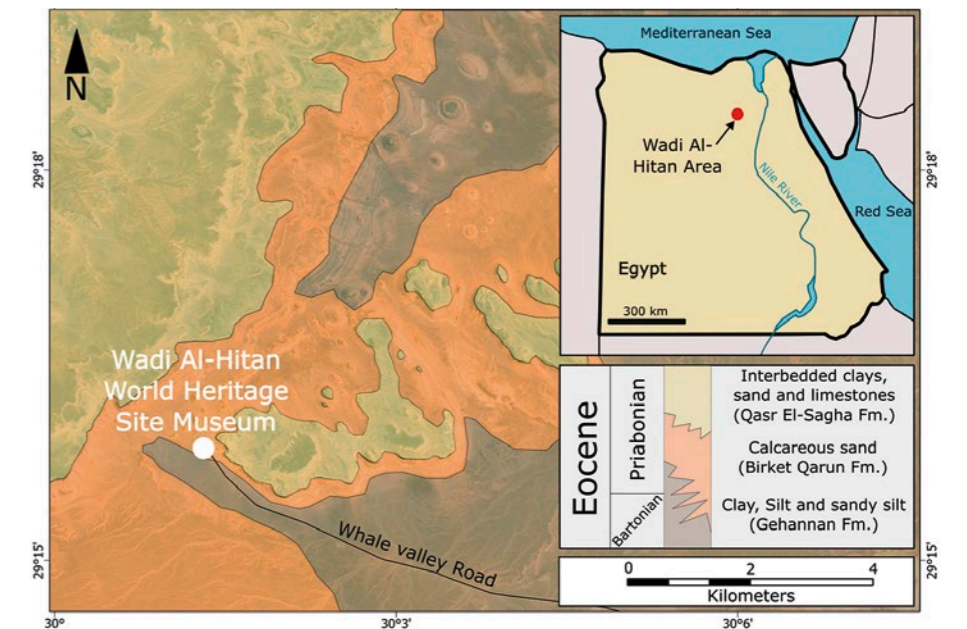 N
29°18'
29°15'
30°
30°3'
30°6'
29°18'
29°15'
Wadi Al-Hitan
World Heritage
Site Museum
Whale valley Road
Mediterranean Sea
Wadi Al-
Hitan Area
Nile River
Red Sea
Egypt
300 km
Eocene
Priabonian
Bartonian
Interbedded clays,
sand and limestones
(Qasr El-Sagha Fm.)
Calcareous sand
(Birket Qarun Fm.)
Clay, Silt and sandy silt
(Gehannan Fm.)
0 2 4
Kilometers